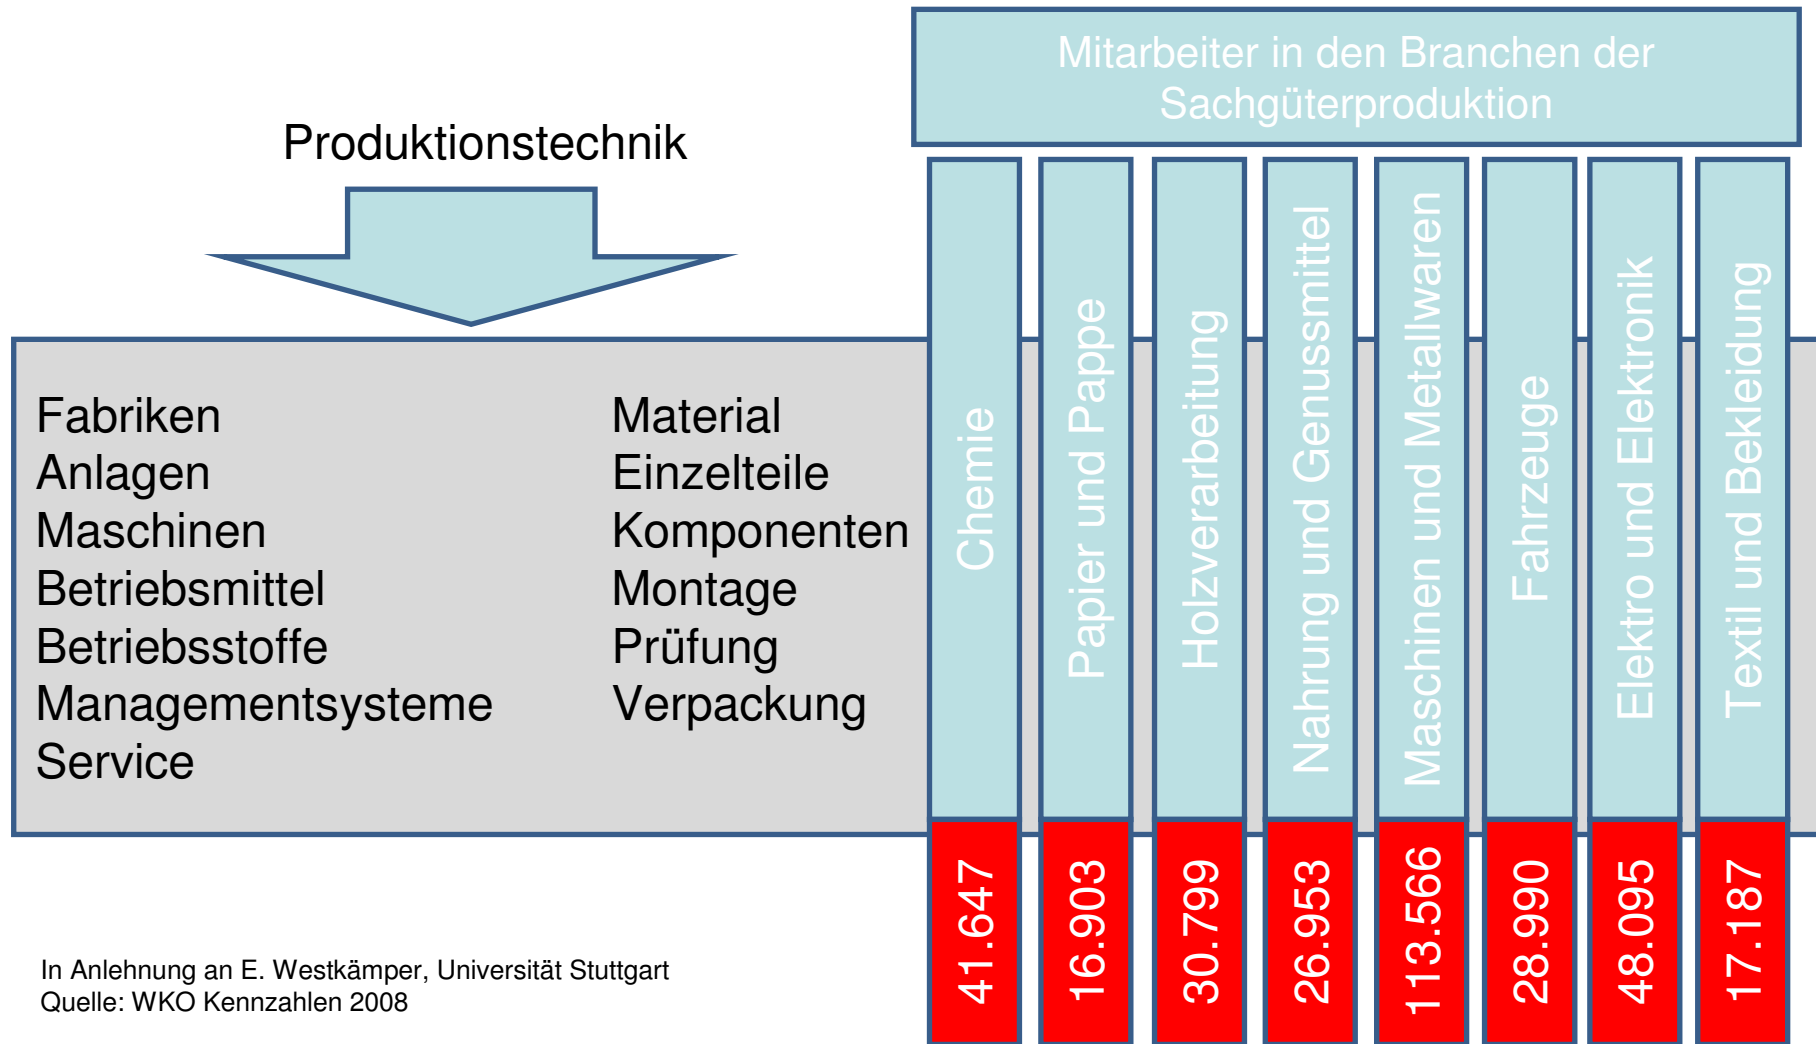 Mitarbeiter in den Branchen der
Sachgüterproduktion
Produktionstechnik
Fabriken
Anlagen
Maschinen
Betriebsmittel
Betriebsstoffe
Managementsysteme
Service
Material
Einzelteile
Komponenten
Montage
Prüfung
Verpackung
Chemie
Papier und Pappe
Holzverarbeitung
Nahrung und Genussmittel
Maschinen und Metallwaren
Fahrzeuge
Elektro und Elektronik
Textil und Bekleidung
41.647
16.903
30.799
26.953
113.566
28.990
48.095
17.187
In Anlehnung an E. Westkämper, Universität Stuttgart
Quelle: WKO Kennzahlen 2008